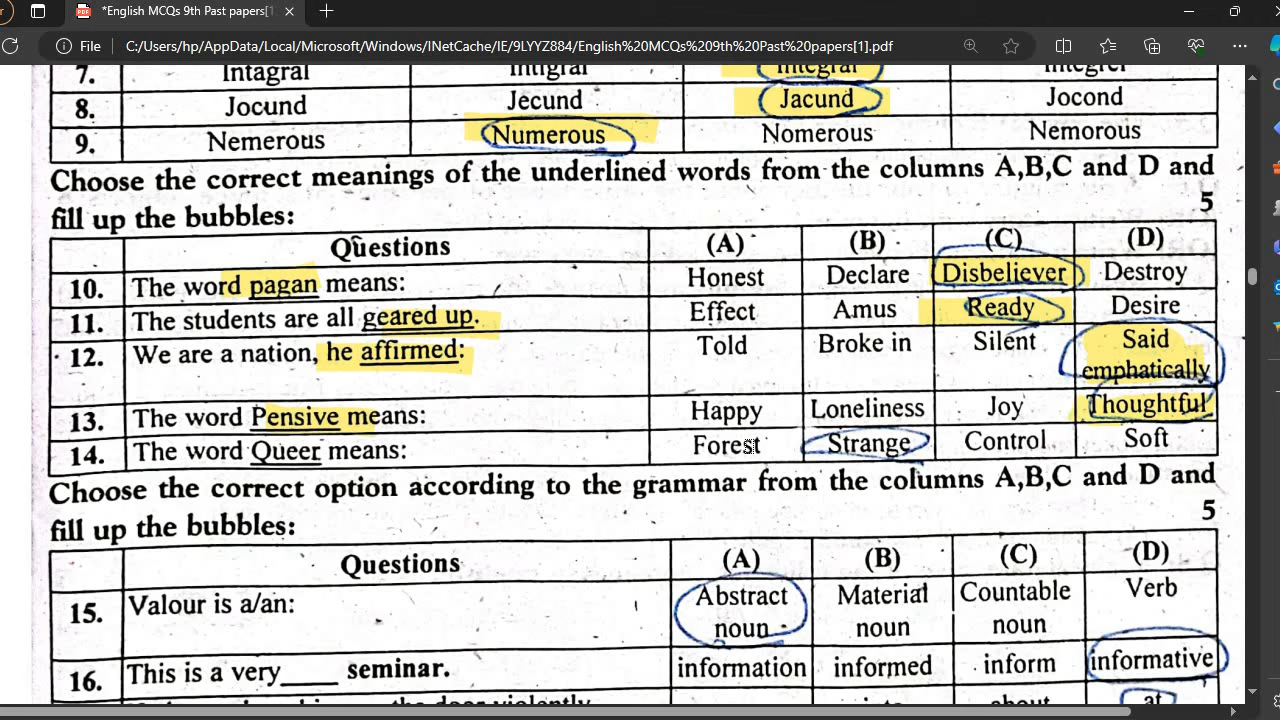 *English MCQs 9th Past papers[1
File C:/Users/hp/AppData/Local/Microsoft/Windows/INetCache/IE/9LYYZ884/English%20MCQs%209th%20Past%20papers[1].pdf
7. Intagral Intigral Integral Integrel
8. Jocund Jecund Jacund Jocond
9. Nemerous Numerous Nomerous Nemorous
Choose the correct meanings of the underlined words from the columns A,B,C and D and
fill up the bubbles: 5
Questions (A) (B) (C) (D)
10. The word pagan means: Honest Declare Disbeliever Destroy
11. The students are all geared up. Effect Amus Ready Desire
12. We are a nation, he affirmed: Told Broke in Silent Said
emphatically
13. The word Pensive means: Happy Loneliness Joy Thoughtful
14. The word Queer means: Forest Strange Control Soft
Choose the correct option according to the grammar from the columns A,B,C and D and
fill up the bubbles: 5
Questions (A) (B) (C) (D)
15. Valour is a/an: Abstract Material Countable Verb
noun noun noun
16. This is a very____ seminar. information informed inform informative
the door violently about at